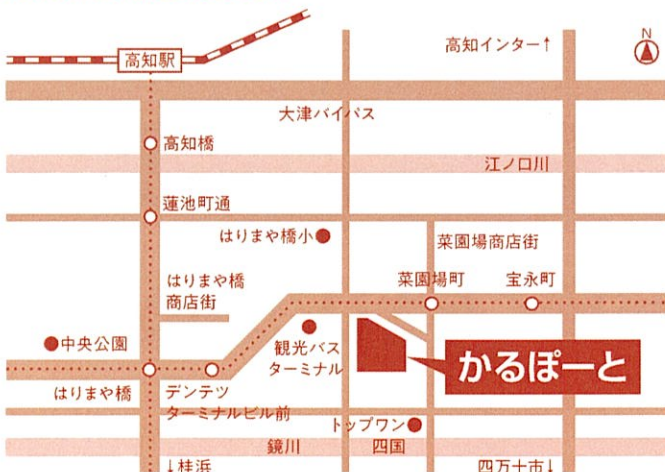 高知駅
高知インター↑
N
大津バイパス
高知橋
江ノ口川
蓮池町通
はりまや橋小
菜園場商店街
はりまや橋
商店街
菜園場町
宝永町
中央公園
観光バス
ターミナル
かるぽーと
はりまや橋
デンテツ
ターミナルビル前
トップワン
四国
鏡川
↓桂浜
四万十市↓